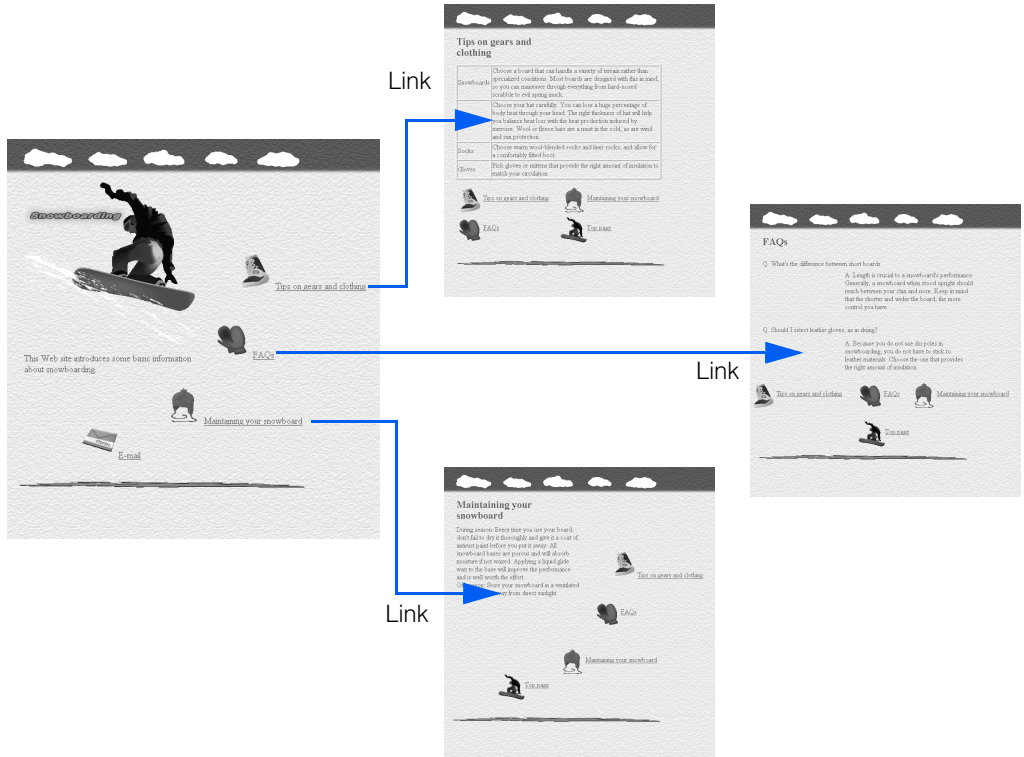 Snowboarding
Tips on gears and clothing
FAQs
This Web site introduces some basic information
about snowboarding.
Maintaining your snowboard
E-mail
Link
Tips on gears and
clothing
Snowboards
Choose a board that can handle a variety of terrain rather than
specialized conditions. Most boards are designed with this in mind,
so you can maneuver through everything from hard-nosed
scrabble to evil spring muck.
Choose your hat carefully. You can lose a huge percentage of
body heat through your head. The right thickness of hat will help
you balance heat loss with the heat production induced by
exercise. Wool or fleece hats are a must in the cold, as are wind
and sun protection.
Socks
Choose warm wool-blended socks and liner socks, and allow for
a comfortably fitted boot.
Gloves
Pick gloves or mittens that provide the right amount of insulation to
match your circulation.
Tips on gears and clothing
Maintaining your snowboard
FAQs
Top page
Link
FAQs
Q. What's the difference between short boards
A. Length is crucial to a snowboard's performance.
Generally, a snowboard when stood upright should
reach between your chin and nose. Keep in mind
that the shorter and wider the board, the more
control you have.
Q. Should I select leather gloves, as in skiing?
A. Because you do not use ski poles in
snowboarding, you do not have to stick to
leather materials. Choose the one that provides
the right amount of insulation.
Tips on gears and clothing
FAQs
Maintaining your snowboard
Top page
Link
Maintaining your
snowboard
During season: Every time you use your board,
don't fail to dry it thoroughly and give it a coat of
antirust paint before you put it away. All
snowboard bases are porous and will absorb
moisture if not waxed. Applying a liquid glide
wax to the base will improve the performance
and is well worth the effort.
Store your snowboard in a ventilated
from direct sunlight.
Tips on gears and clothing
FAQs
Maintaining your snowboard
Top page